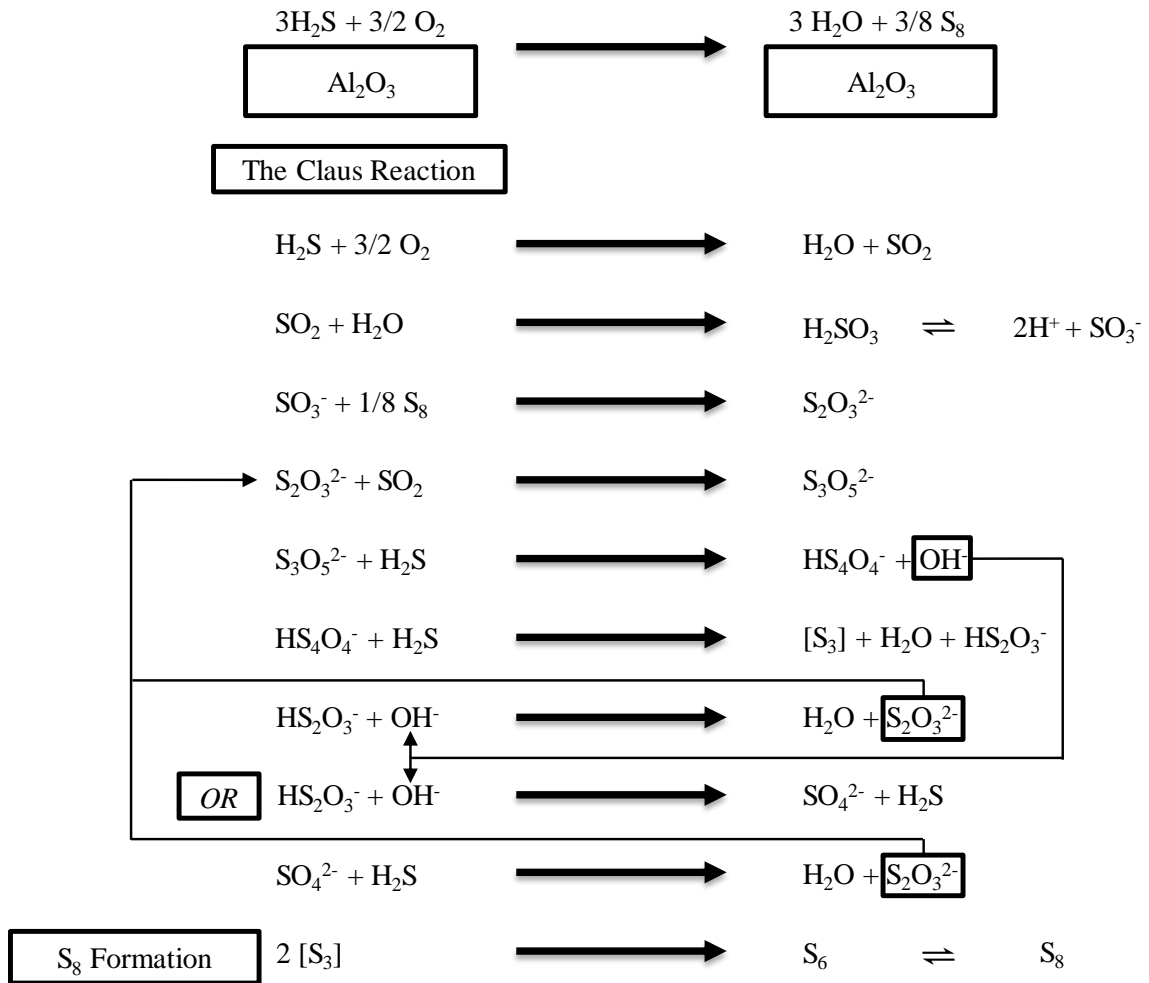 3H₂S + 3/2 O₂ 3 H₂O + 3/8 S₈
Al₂O₃ Al₂O₃
The Claus Reaction
H₂S + 3/2 O₂ H₂O + SO₂
SO₂ + H₂O H₂SO₃ ⇌ 2H⁺ + SO₃⁻
SO₃⁻ + 1/8 S₈ S₂O₃²⁻
S₂O₃²⁻ + SO₂ S₃O₅²⁻
S₃O₅²⁻ + H₂S HS₄O₄⁻ + OH⁻
HS₄O₄⁻ + H₂S [S₃] + H₂O + HS₂O₃⁻
HS₂O₃⁻ + OH⁻ H₂O + S₂O₃²⁻
OR HS₂O₃⁻ + OH⁻ SO₄²⁻ + H₂S
SO₄²⁻ + H₂S H₂O + S₂O₃²⁻
S₈ Formation 2 [S₃] S₆ ⇌ S₈